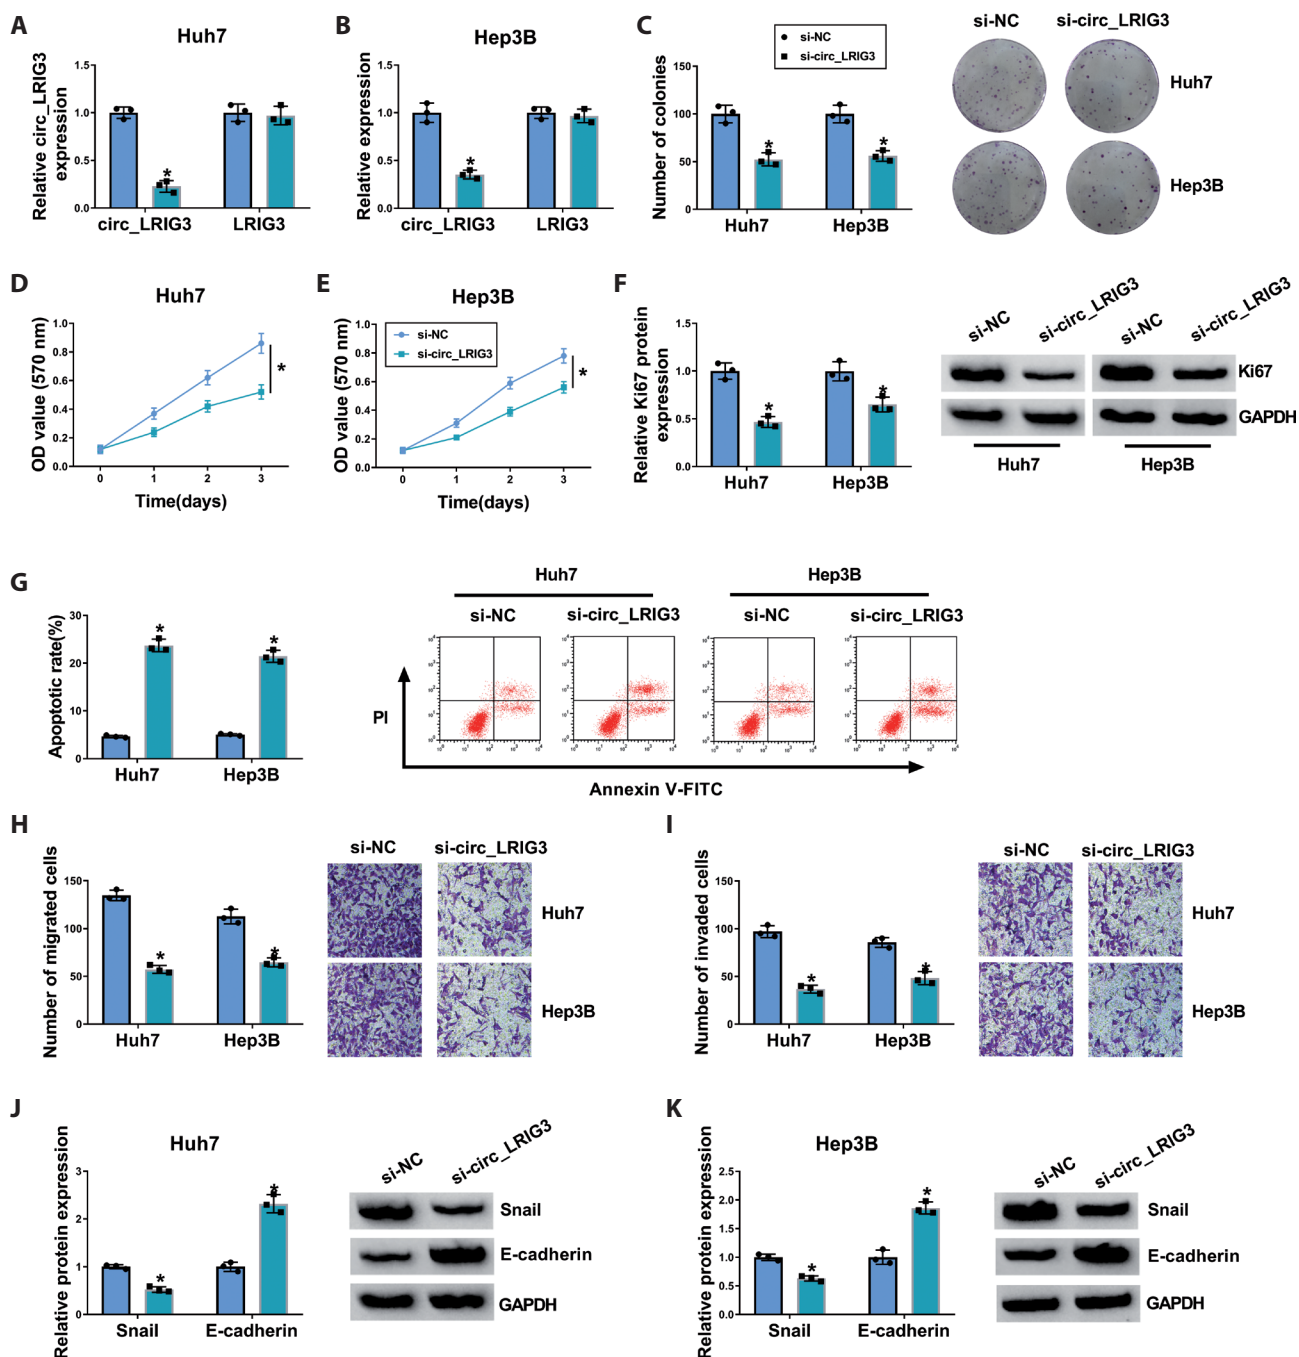 A
Huh7
Relative circ_LRIG3
expression
1.5
1.0
0.5
0.0
circ_LRIG3
LRIG3
*
B
Hep3B
Relative expression
1.5
1.0
0.5
0.0
circ_LRIG3
LRIG3
*
C
si-NC
si-circ_LRIG3
Number of colonies
150
100
50
0
Huh7
Hep3B
*
*
si-NC
si-circ_LRIG3
Huh7
Hep3B
D
Huh7
OD value (570 nm)
1.0
0.8
0.6
0.4
0.2
0.0
0 1 2 3
Time(days)
*
E
Hep3B
OD value (570 nm)
1.0
0.8
0.6
0.4
0.2
0.0
0 1 2 3
Time(days)
si-NC
si-circ_LRIG3
*
F
Relative Ki67 protein
expression
1.5
1.0
0.5
0.0
Huh7
Hep3B
*
*
si-NC
si-circ_LRIG3
si-NC
si-circ_LRIG3
Ki67
GAPDH
Huh7
Hep3B
G
Apoptotic rate(%)
30
20
10
0
Huh7
Hep3B
*
*
Huh7
Hep3B
si-NC
si-circ_LRIG3
si-NC
si-circ_LRIG3
PI
Annexin V-FITC
H
Number of migrated cells
150
100
50
0
Huh7
Hep3B
*
*
si-NC
si-circ_LRIG3
Huh7
Hep3B
I
Number of invaded cells
150
100
50
0
Huh7
Hep3B
*
*
si-NC
si-circ_LRIG3
Huh7
Hep3B
J
Huh7
Relative protein expression
3
2
1
0
Snail
E-cadherin
*
*
si-NC
si-circ_LRIG3
Snail
E-cadherin
GAPDH
K
Hep3B
Relative protein expression
2.5
2.0
1.5
1.0
0.5
0.0
Snail
E-cadherin
*
*
si-NC
si-circ_LRIG3
Snail
E-cadherin
GAPDH